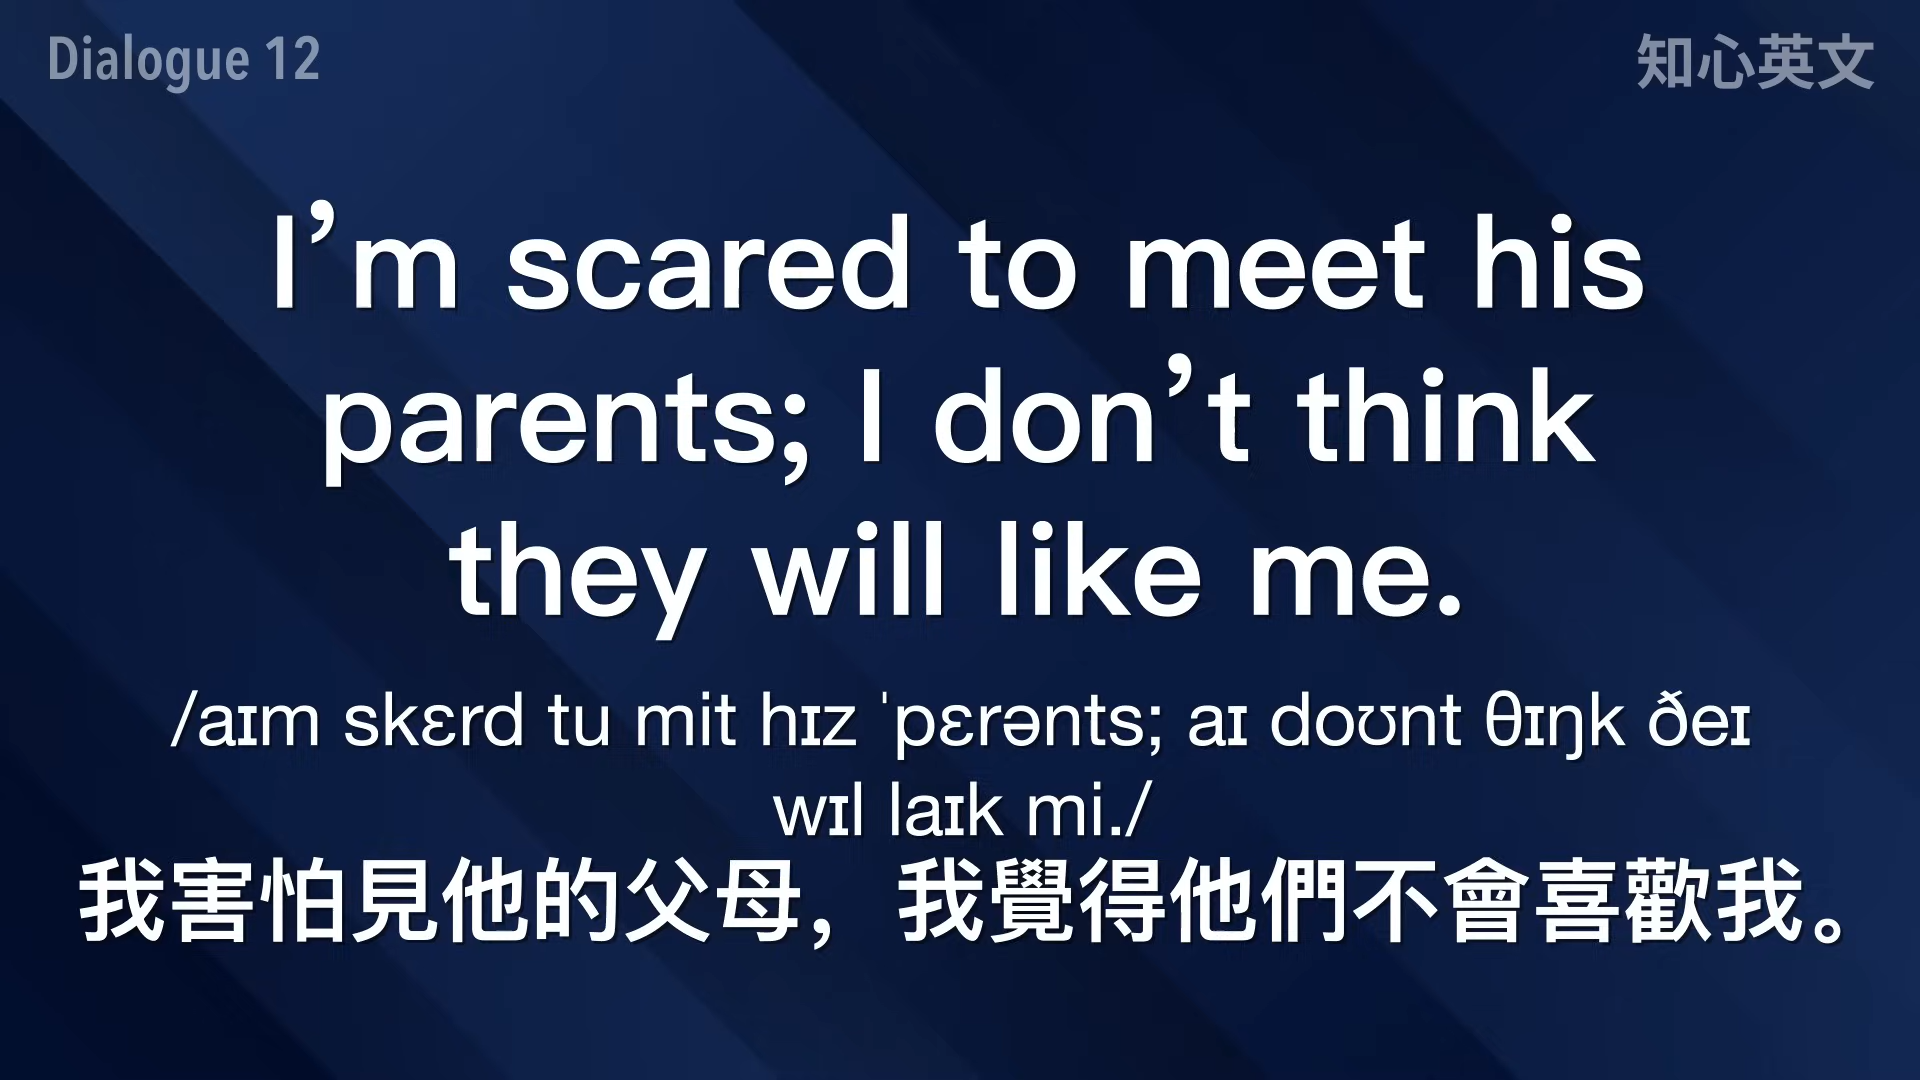 Dialogue 12
知心英文
I’m scared to meet his
parents; I don’t think
they will like me.
/aɪm skɛrd tu mit hɪz ˈpɛrənts; aɪ doʊnt θɪŋk ðeɪ
wɪl laɪk mi./
我害怕見他的父母，我覺得他們不會喜歡我。